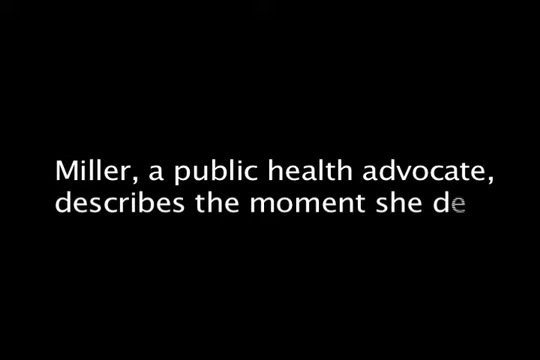 Miller, a public health advocate,
describes the moment she de